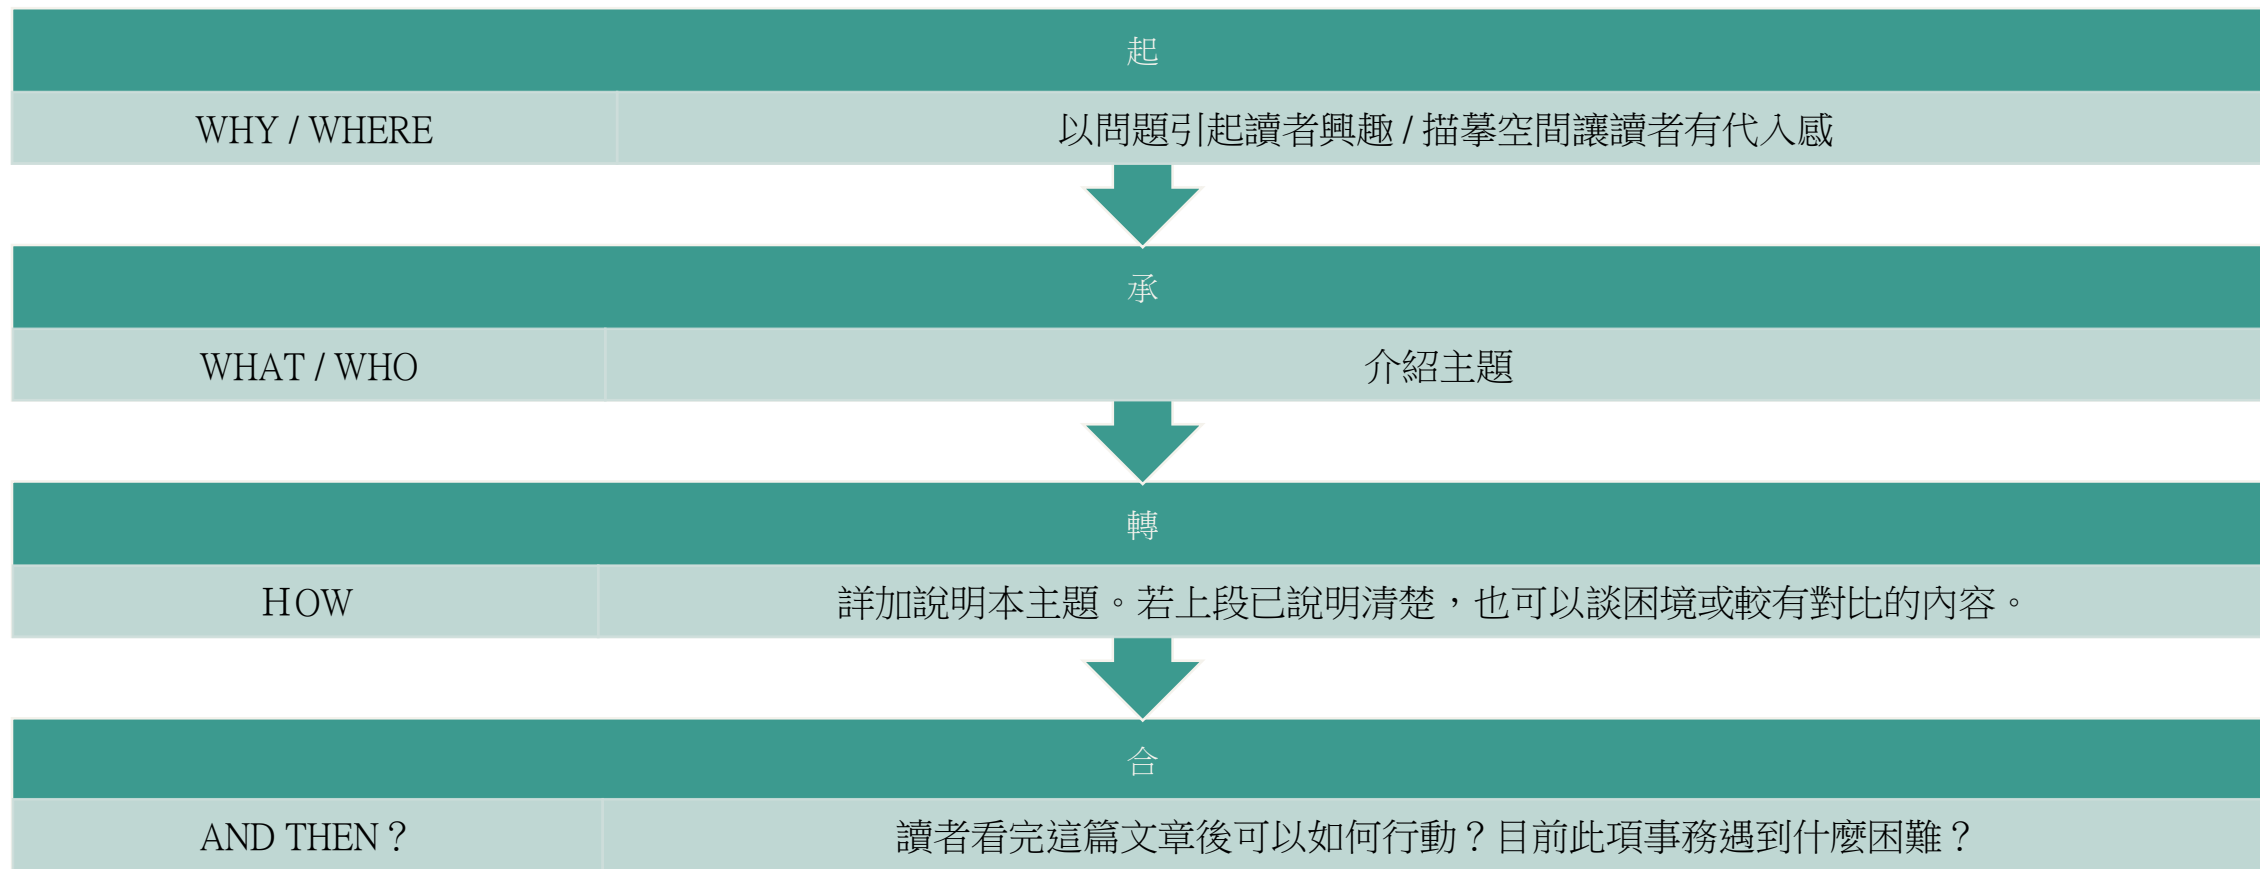 起
WHY / WHERE
以問題引起讀者興趣 / 描摹空間讓讀者有代入感
承
WHAT / WHO
介紹主題
轉
HOW
詳加說明本主題。若上段已說明清楚，也可以談困境或較有對比的內容。
合
AND THEN？
讀者看完這篇文章後可以如何行動？目前此項事務遇到什麼困難？